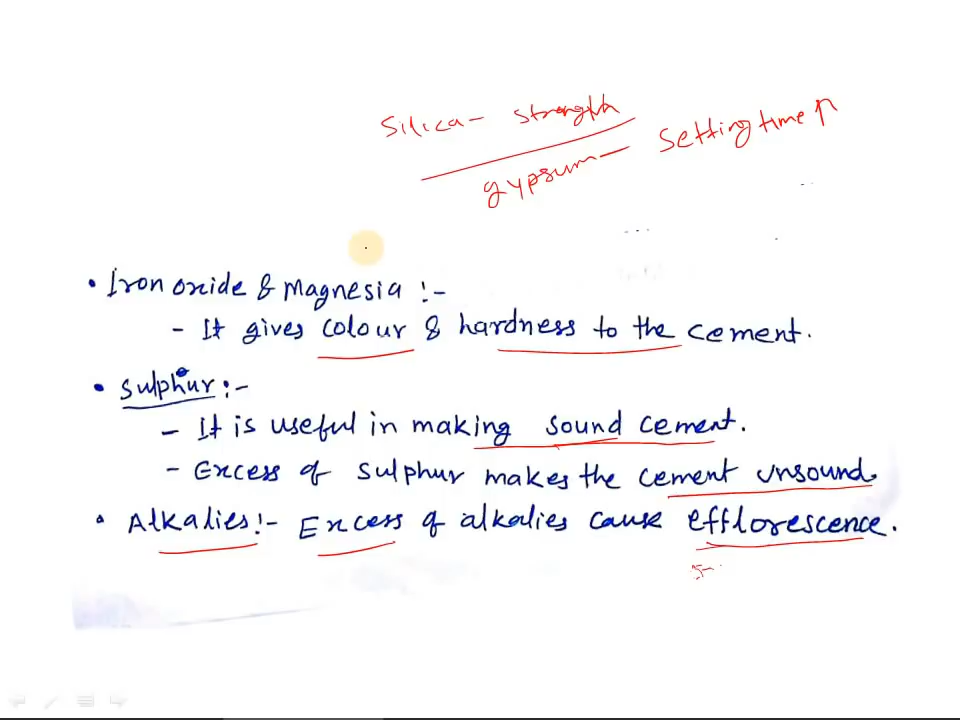 Silica - Strength
gypsum - Setting time ↑
• Iron oxide & Magnesia :-
- It gives colour & hardness to the cement.
• Sulphur :-
- It is useful in making sound cement.
- Excess of sulphur makes the cement unsound.
• Alkalies :- Excess of alkalies cause efflorescence.